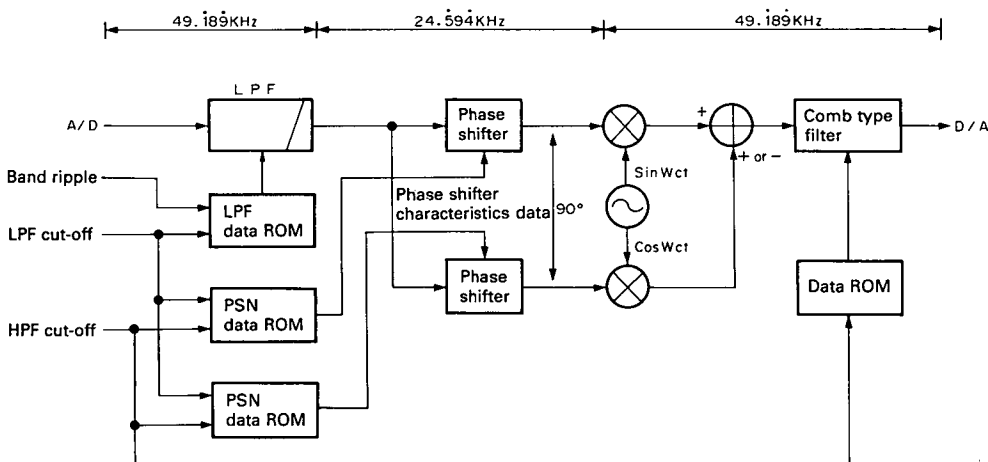 49.189KHz
24.594KHz
49.189KHz
LPF
A/D
Phase
shifter
+
+ or -
Comb type
filter
D/A
Band ripple
LPF
data ROM
Phase shifter
characteristics data
90°
SinWct
CosWct
LPF cut-off
Phase
shifter
Data ROM
PSN
data ROM
HPF cut-off
PSN
data ROM